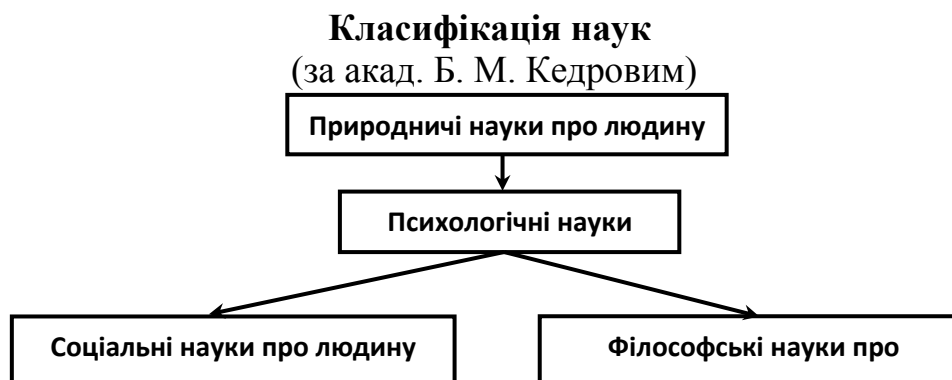 Класифікація наук
(за акад. Б. М. Кедровим)
Природничі науки про людину
Психологічні науки
Соціальні науки про людину
Філософські науки про